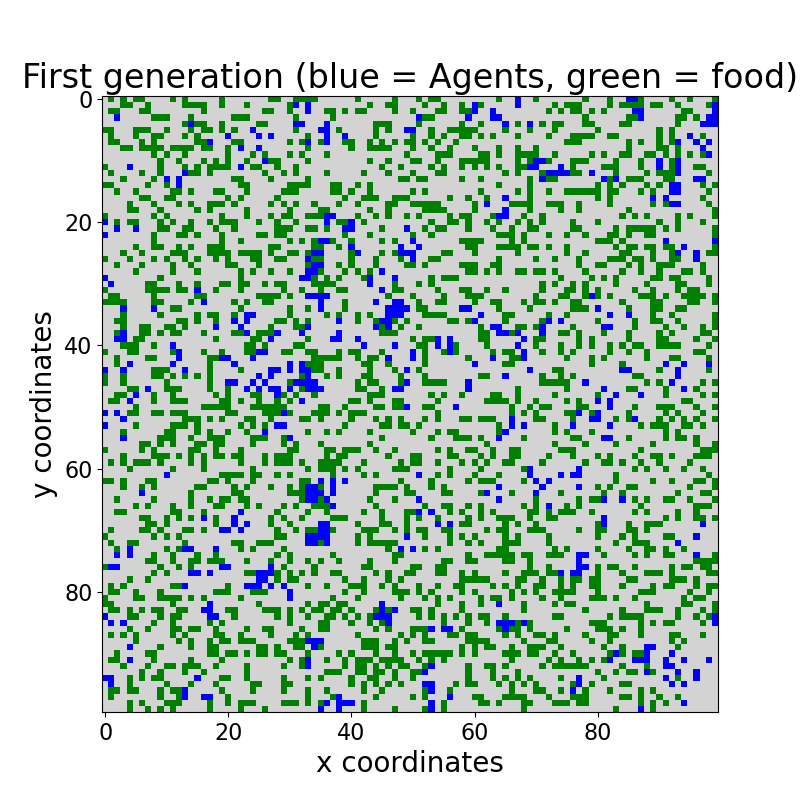 First generation (blue = Agents, green = food)
0
20
40
60
80
y coordinates
0 20 40 60 80
x coordinates